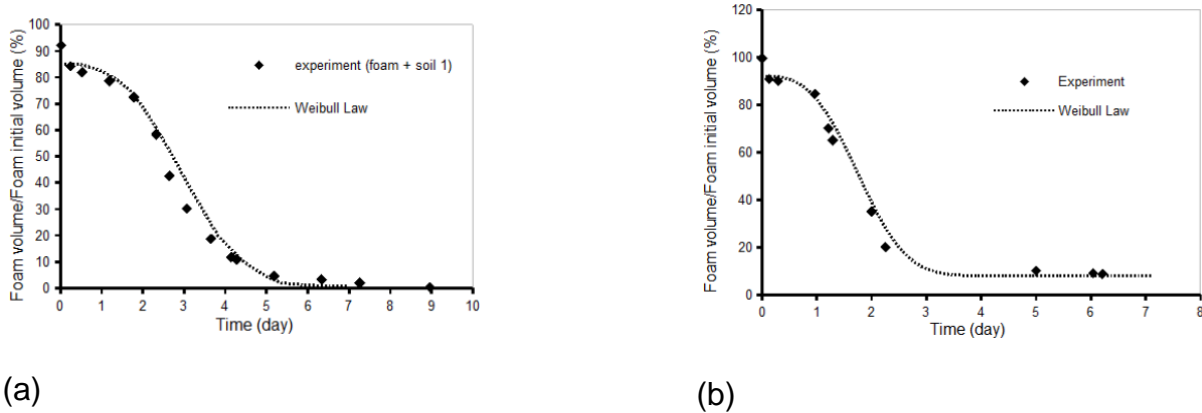 100
90
80
70
60
50
40
30
20
10
0
Foam volume/Foam initial volume (%)
experiment (foam + soil 1)
Weibull Law
0 1 2 3 4 5 6 7 8 9 10
Time (day)
(a)
120
100
80
60
40
20
0
Foam volume/Foam initial volume (%)
Experiment
Weibull Law
0 1 2 3 4 5 6 7 8
Time (day)
(b)